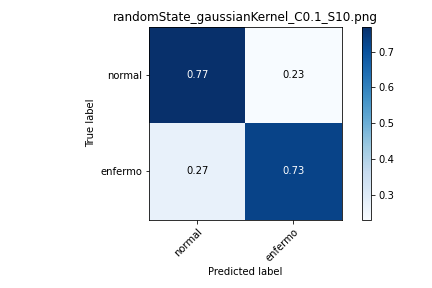 randomState_gaussianKernel_C0.1_S10.png
True label
normal
0.77
0.23
enfermo
0.27
0.73
normal
enfermo
Predicted label
0.7
0.6
0.5
0.4
0.3